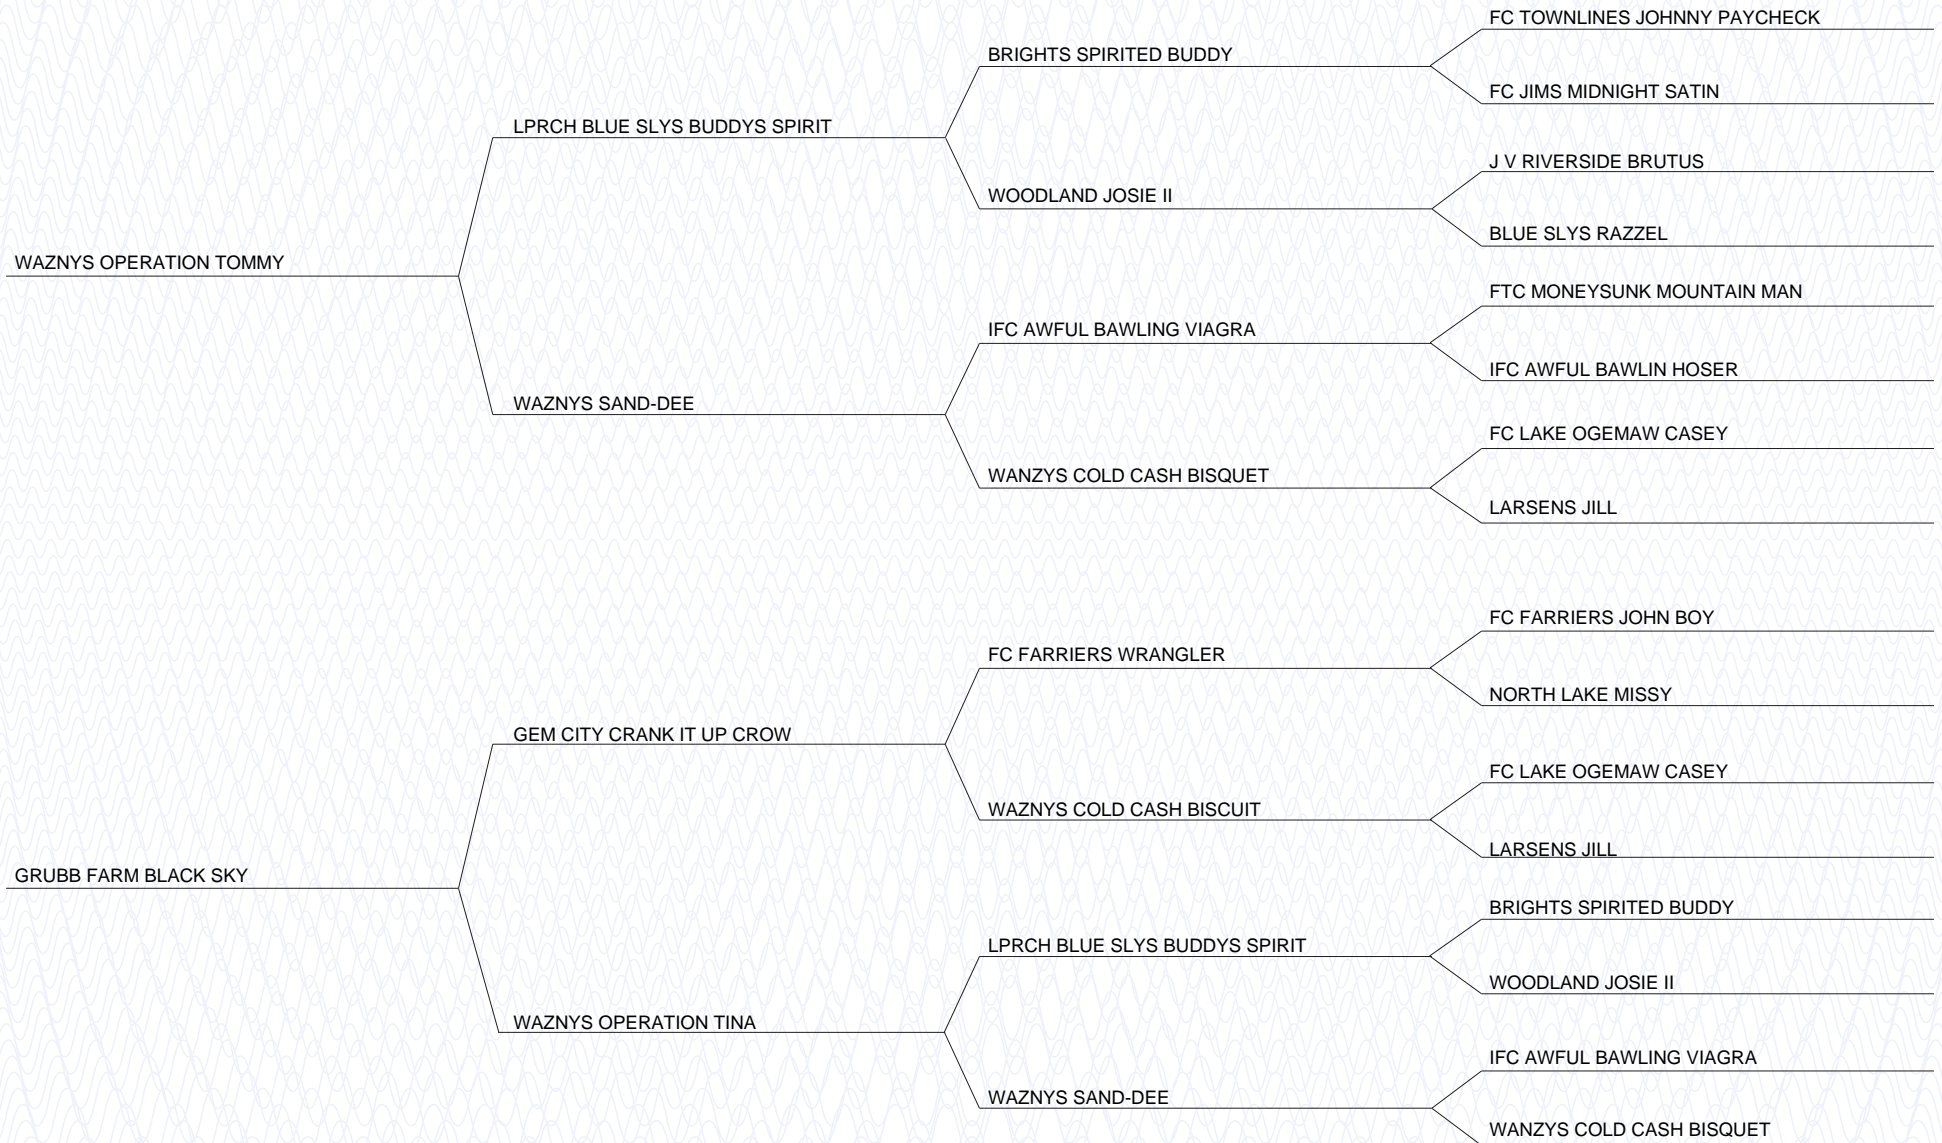 FC TOWNLINES JOHNNY PAYCHECK
BRIGHTS SPIRITED BUDDY
FC JIMS MIDNIGHT SATIN
LPRCH BLUE SLYS BUDDYS SPIRIT
J V RIVERSIDE BRUTUS
WOODLAND JOSIE II
BLUE SLYS RAZZEL
WAZNYS OPERATION TOMMY
FTC MONEYSUNK MOUNTAIN MAN
IFC AWFUL BAWLING VIAGRA
IFC AWFUL BAWLIN HOSER
WAZNYS SAND-DEE
FC LAKE OGEMAW CASEY
WANZYS COLD CASH BISQUET
LARSENS JILL
FC FARRIERS JOHN BOY
FC FARRIERS WRANGLER
NORTH LAKE MISSY
GEM CITY CRANK IT UP CROW
FC LAKE OGEMAW CASEY
WAZNYS COLD CASH BISCUIT
LARSENS JILL
GRUBB FARM BLACK SKY
BRIGHTS SPIRITED BUDDY
LPRCH BLUE SLYS BUDDYS SPIRIT
WOODLAND JOSIE II
WAZNYS OPERATION TINA
IFC AWFUL BAWLING VIAGRA
WAZNYS SAND-DEE
WANZYS COLD CASH BISQUET